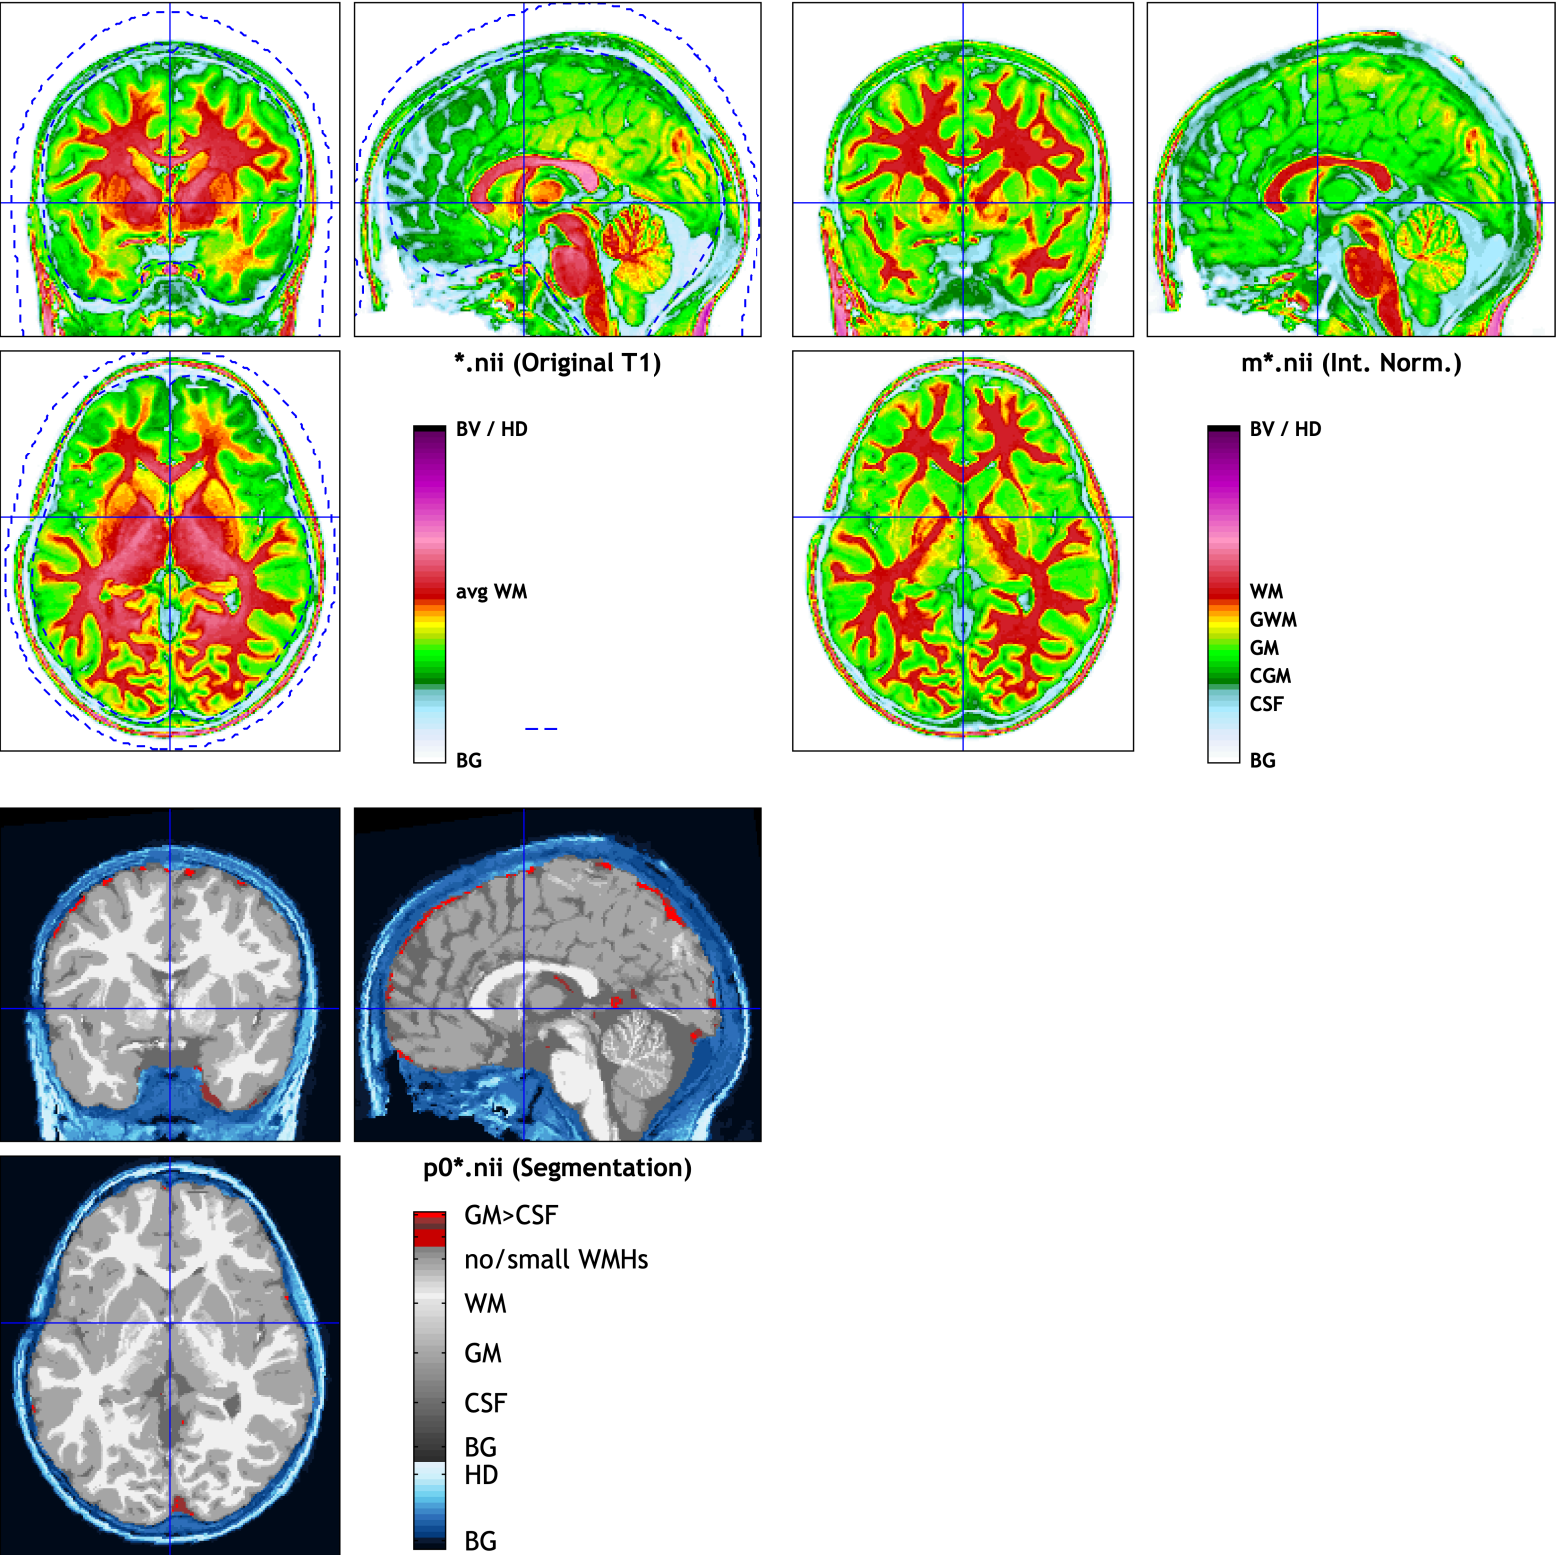 *.nii (Original T1)
BV / HD
avg WM
BG
m*.nii (Int. Norm.)
BV / HD
WM
GWM
GM
CGM
CSF
BG
p0*.nii (Segmentation)
GM>CSF
no/small WMHs
WM
GM
CSF
BG
HD
BG